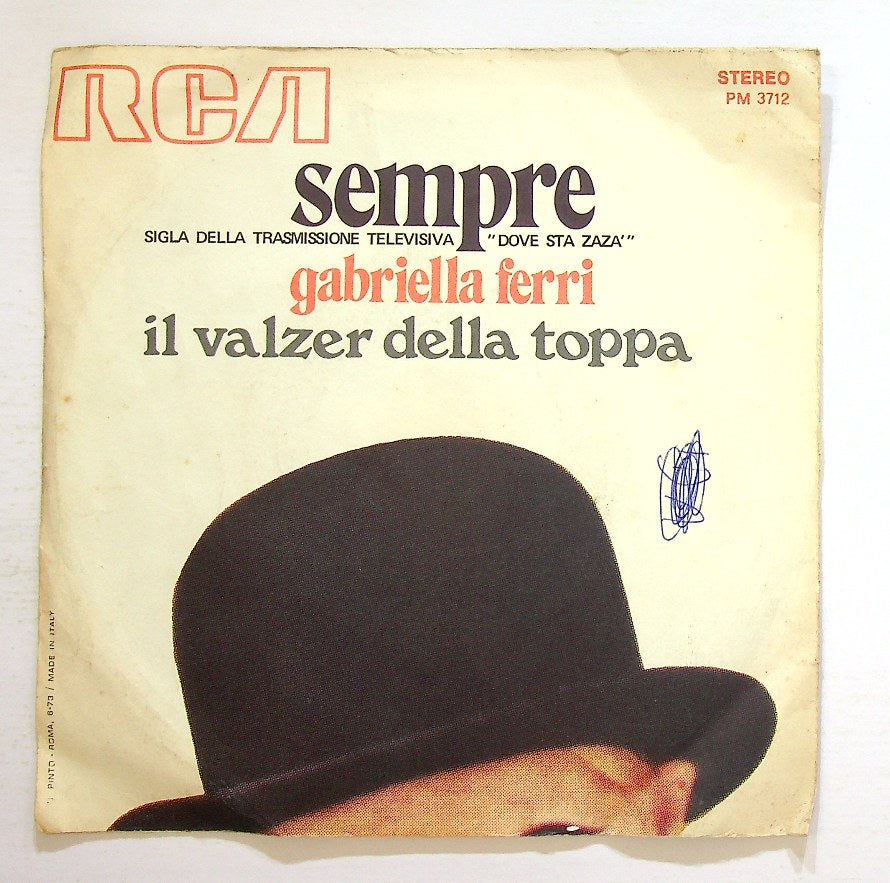 RCA
STEREO
PM 3712
sempre
SIGLA DELLA TRASMISSIONE TELEVISIVA "DOVE STA ZAZA'"
gabriella ferri
il valzer della toppa
PINTO - ROMA, 6-73 / MADE IN ITALY